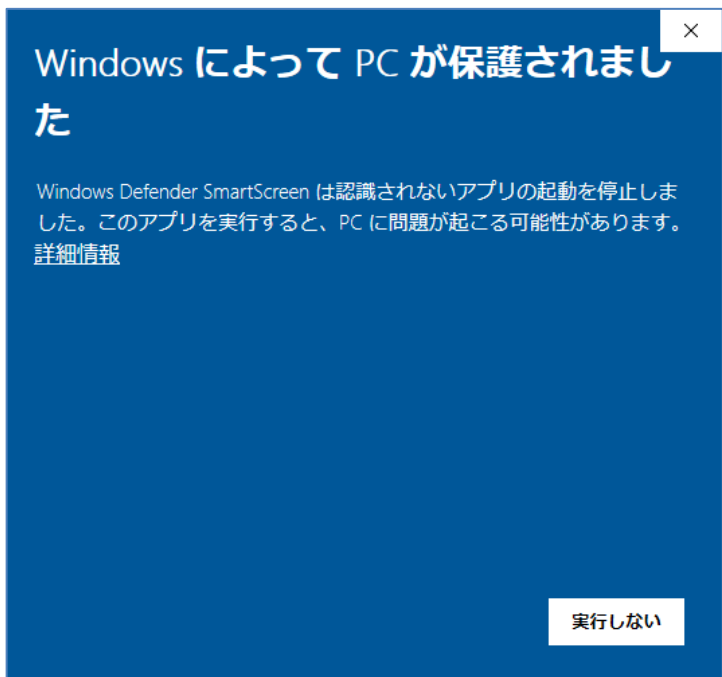 Windows によって PC が保護されまし
た
Windows Defender SmartScreen は認識されないアプリの起動を停止しま
した。このアプリを実行すると、PC に問題が起こる可能性があります。
詳細情報
実行しない